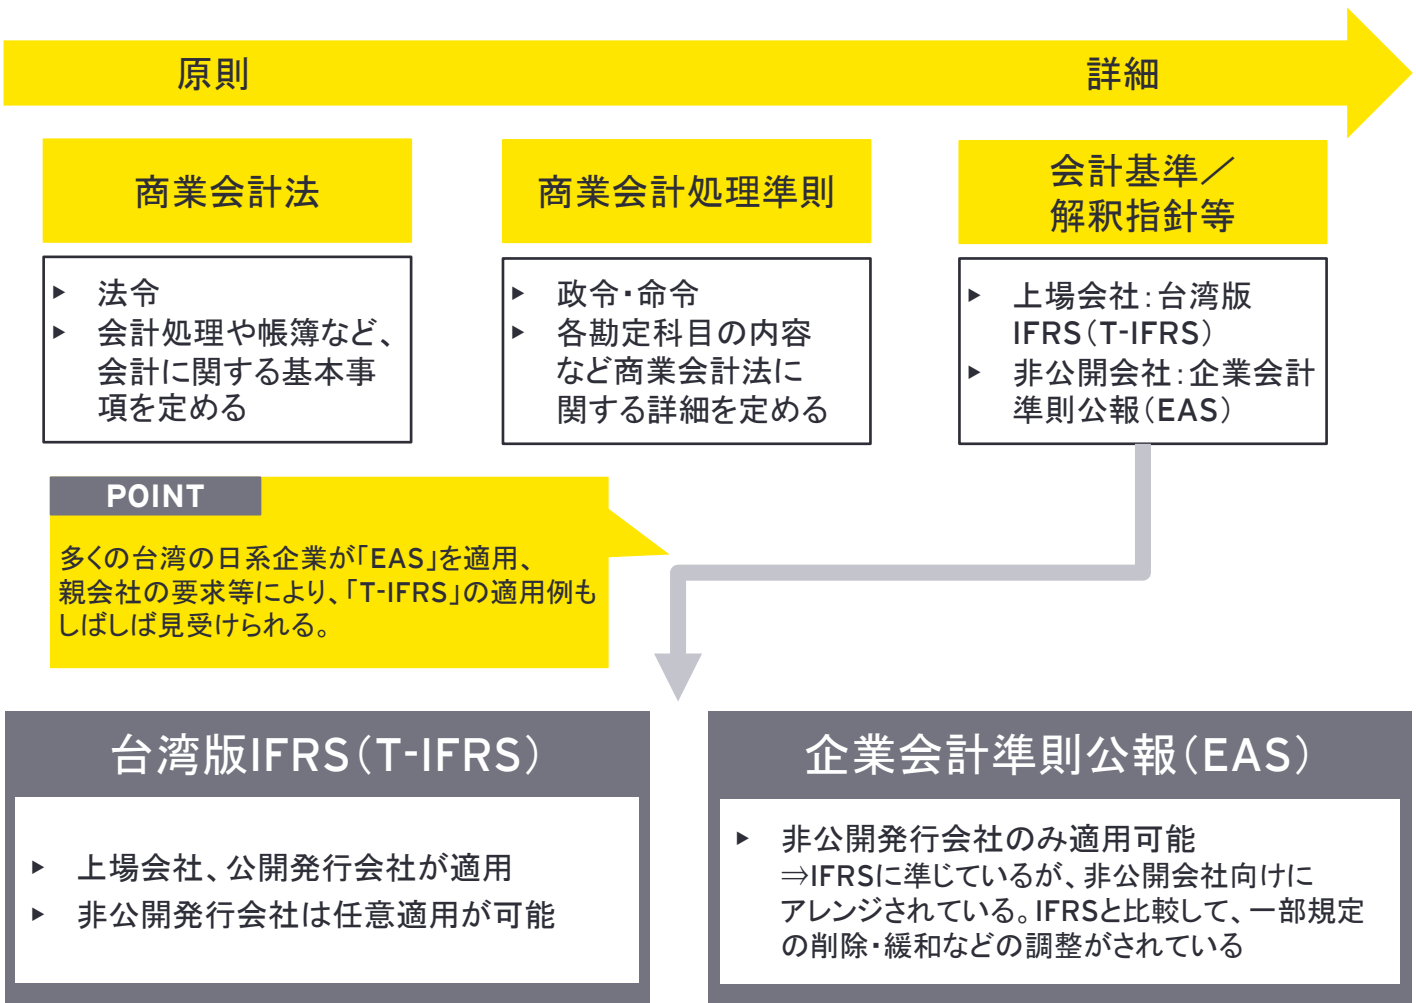 原則
詳細
商業会計法
▶ 法令
▶ 会計処理や帳簿など、
会計に関する基本事
項を定める
商業会計処理準則
▶ 政令・命令
▶ 各勘定科目の内容
など商業会計法に
関する詳細を定める
会計基準／
解釈指針等
▶ 上場会社：台湾版
IFRS（T-IFRS）
▶ 非公開会社：企業会計
準則公報（EAS）
POINT
多くの台湾の日系企業が「EAS」を適用、
親会社の要求等により、「T-IFRS」の適用例も
しばしば見受けられる。
台湾版IFRS（T-IFRS）
▶ 上場会社、公開発行会社が適用
▶ 非公開発行会社は任意適用が可能
企業会計準則公報（EAS）
▶ 非公開発行会社のみ適用可能
⇒IFRSに準じているが、非公開会社向けに
アレンジされている。IFRSと比較して、一部規定
の削除・緩和などの調整がされている